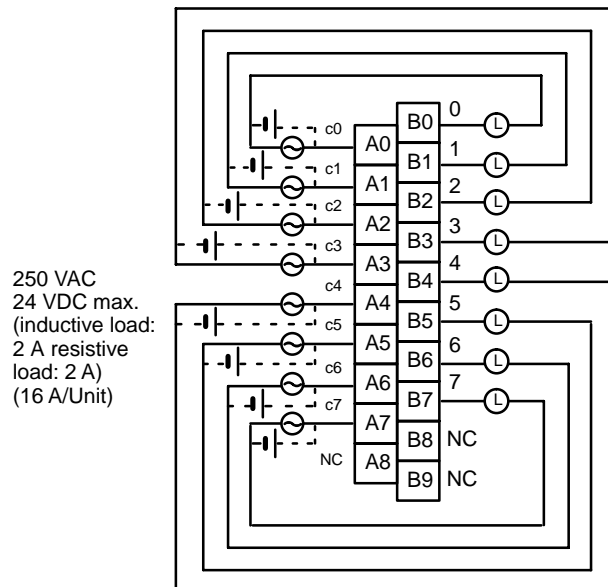 0
c0 B0 L
A0 1
c1 B1 L
A1 2
c2 B2 L
A2 3
c3 B3 L
A3 4
c4 B4 L
A4 5
c5 B5 L
A5 6
c6 B6 L
A6 7
c7 B7 L
A7
B8 NC
NC A8
B9 NC
250 VAC
24 VDC max.
(inductive load:
2 A resistive
load: 2 A)
(16 A/Unit)